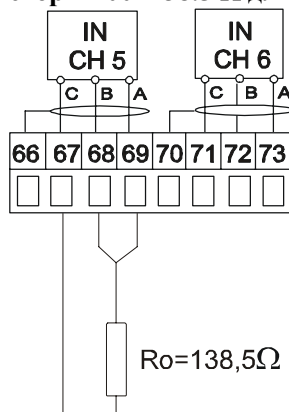 IN IN
CH 5 CH 6
C B A C B A
66 67 68 69 70 71 72 73
Ro=138,5Ω